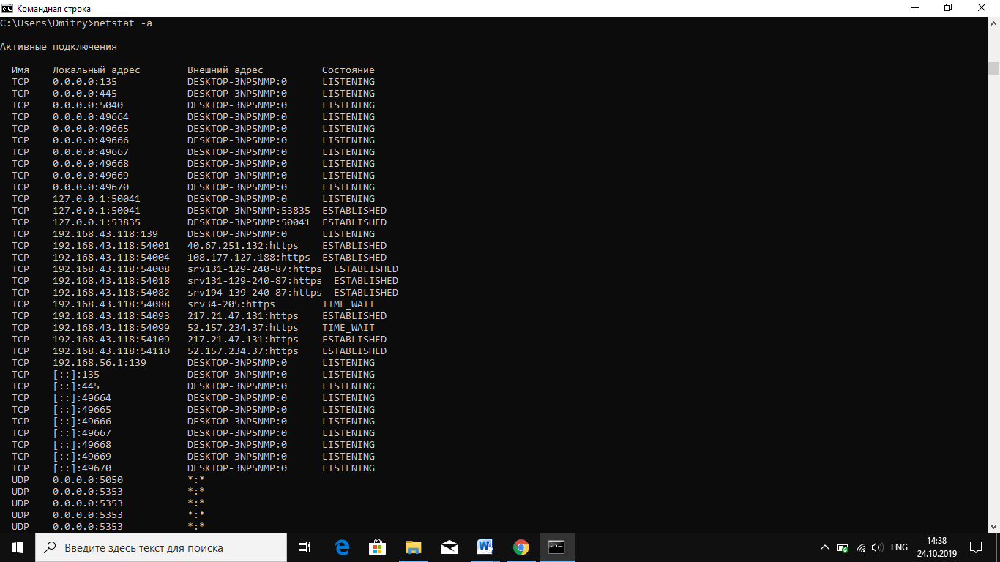 Командная строка
C:\Users\Dmitry>netstat -a
Активные подключения
Имя Локальный адрес Внешний адрес Состояние
TCP 0.0.0.0:135 DESKTOP-3NP5NMP:0 LISTENING
TCP 0.0.0.0:445 DESKTOP-3NP5NMP:0 LISTENING
TCP 0.0.0.0:5040 DESKTOP-3NP5NMP:0 LISTENING
TCP 0.0.0.0:49664 DESKTOP-3NP5NMP:0 LISTENING
TCP 0.0.0.0:49665 DESKTOP-3NP5NMP:0 LISTENING
TCP 0.0.0.0:49666 DESKTOP-3NP5NMP:0 LISTENING
TCP 0.0.0.0:49667 DESKTOP-3NP5NMP:0 LISTENING
TCP 0.0.0.0:49668 DESKTOP-3NP5NMP:0 LISTENING
TCP 0.0.0.0:49669 DESKTOP-3NP5NMP:0 LISTENING
TCP 0.0.0.0:49670 DESKTOP-3NP5NMP:0 LISTENING
TCP 127.0.0.1:50041 DESKTOP-3NP5NMP:0 LISTENING
TCP 127.0.0.1:50041 DESKTOP-3NP5NMP:53835 ESTABLISHED
TCP 127.0.0.1:53835 DESKTOP-3NP5NMP:50041 ESTABLISHED
TCP 192.168.43.118:139 DESKTOP-3NP5NMP:0 LISTENING
TCP 192.168.43.118:54001 40.67.251.132:https ESTABLISHED
TCP 192.168.43.118:54004 108.177.127.188:https ESTABLISHED
TCP 192.168.43.118:54008 srv131-129-240-87:https ESTABLISHED
TCP 192.168.43.118:54018 srv131-129-240-87:https ESTABLISHED
TCP 192.168.43.118:54082 srv194-139-240-87:https ESTABLISHED
TCP 192.168.43.118:54088 srv34-205:https TIME_WAIT
TCP 192.168.43.118:54093 217.21.47.131:https ESTABLISHED
TCP 192.168.43.118:54099 52.157.234.37:https TIME_WAIT
TCP 192.168.43.118:54109 217.21.47.131:https ESTABLISHED
TCP 192.168.43.118:54110 52.157.234.37:https ESTABLISHED
TCP 192.168.56.1:139 DESKTOP-3NP5NMP:0 LISTENING
TCP [::]:135 DESKTOP-3NP5NMP:0 LISTENING
TCP [::]:445 DESKTOP-3NP5NMP:0 LISTENING
TCP [::]:49664 DESKTOP-3NP5NMP:0 LISTENING
TCP [::]:49665 DESKTOP-3NP5NMP:0 LISTENING
TCP [::]:49666 DESKTOP-3NP5NMP:0 LISTENING
TCP [::]:49667 DESKTOP-3NP5NMP:0 LISTENING
TCP [::]:49668 DESKTOP-3NP5NMP:0 LISTENING
TCP [::]:49669 DESKTOP-3NP5NMP:0 LISTENING
TCP [::]:49670 DESKTOP-3NP5NMP:0 LISTENING
UDP 0.0.0.0:5050 *:*
UDP 0.0.0.0:5353 *:*
UDP 0.0.0.0:5353 *:*
UDP 0.0.0.0:5353 *:*
UDP 0.0.0.0:5353 *:*
Введите здесь текст для поиска
ENG
14:38
24.10.2019